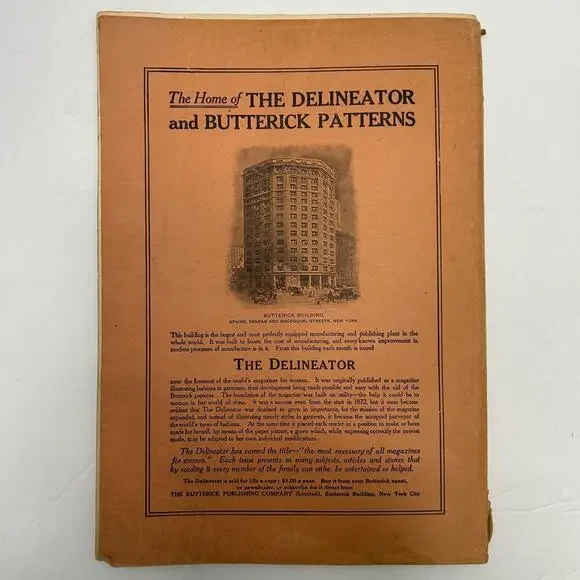 The Home of THE DELINEATOR
and BUTTERICK PATTERNS
BUTTERICK BUILDING
SPRING, VANDAM AND MACDOUGAL STREETS, NEW YORK
This building is the largest and most perfectly equipped manufacturing and publishing plant in the
whole world. It was built to lessen the cost of manufacturing, and every known improvement in
modern processes of manufacture is in it. From this building each month is issued
THE DELINEATOR
now the foremost of the world's magazines for women. It was originally published as a magazine
illustrating fashions in garments, their development being made possible and easy with the aid of the
Butterick patterns. The foundation of the magazine was built on utility—the help it could be to
women in her world of dress. It was a success even from the start in 1872, but it soon became
evident that The Delineator was destined to grow in importance, for the mission of the magazine
expanded, and instead of illustrating merely styles in garments, it became the accepted purveyor of
the world's news of fashions. At the same time it placed each reader in a position to make or have
made for herself, by means of the paper pattern, a gown which, while expressing correctly the newest
mode, may be adapted to her own individual modifications.
The Delineator has earned the title—"the most necessary of all magazines
for women." Each issue presents so many subjects, articles and stories that
by reading it every member of the family can either be entertained or helped.
The Delineator is sold for 15c a copy; $1.00 a year. Buy it from your Butterick agent,
or newsdealer, or subscribe for it direct from
THE BUTTERICK PUBLISHING COMPANY (Limited), Butterick Building, New York City